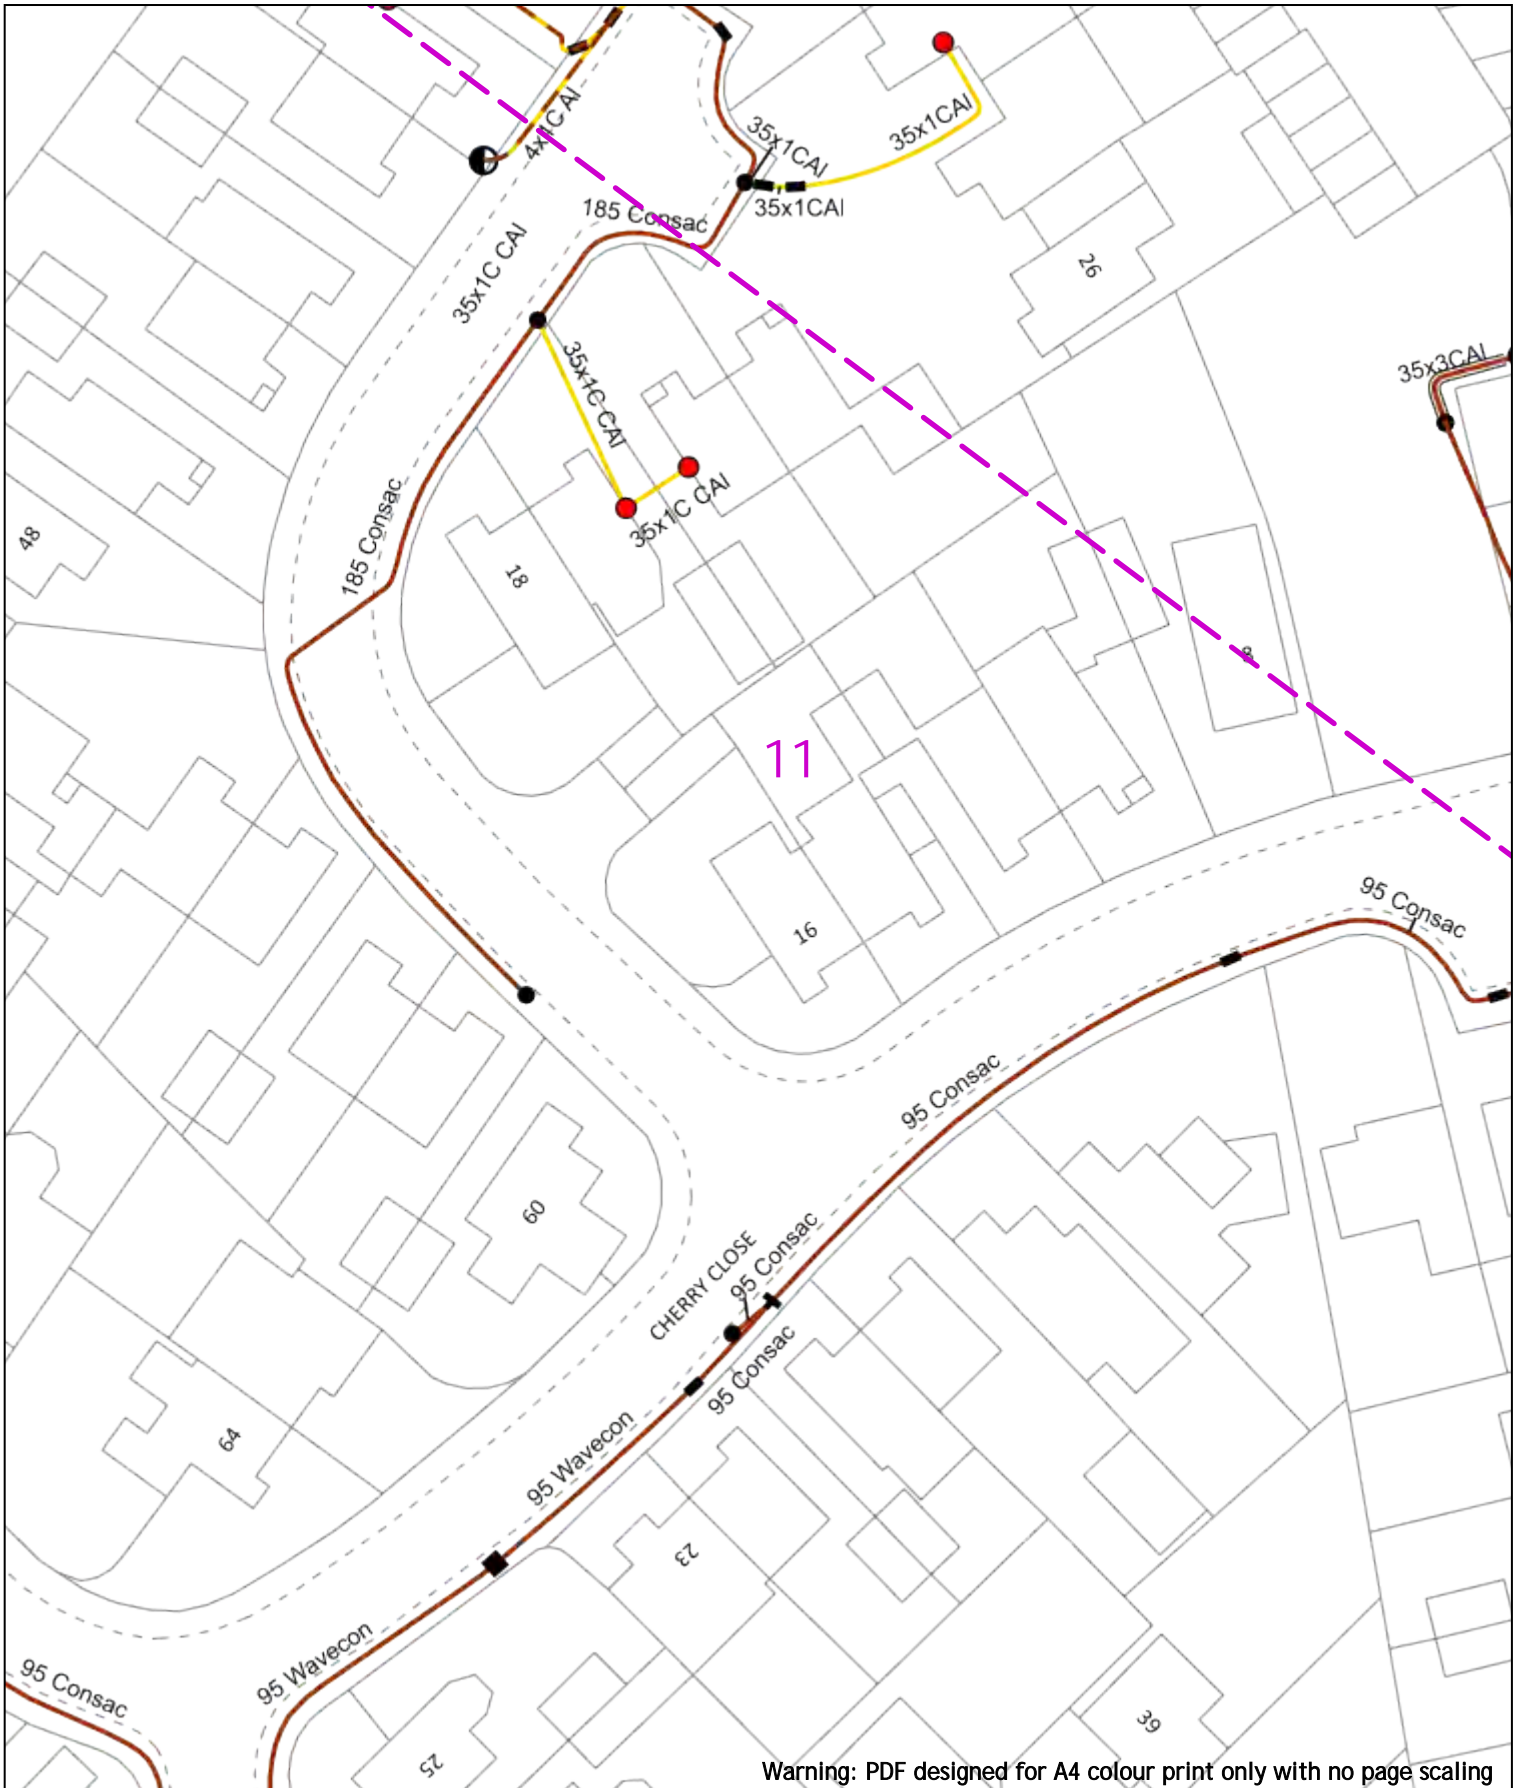 4x1C Al
35x1CAl
35x1CAl
35x1CAl
185 Consac
35x1C CAl
26
35x1C CAl
35x3CAl
35x1C CAl
185 Consac
48
18
8
11
16
95 Consac
95 Consac
60
CHERRY CLOSE
95 Consac
95 Consac
64
95 Wavecon
23
95 Wavecon
95 Consac
39
25
Warning: PDF designed for A4 colour print only with no page scaling